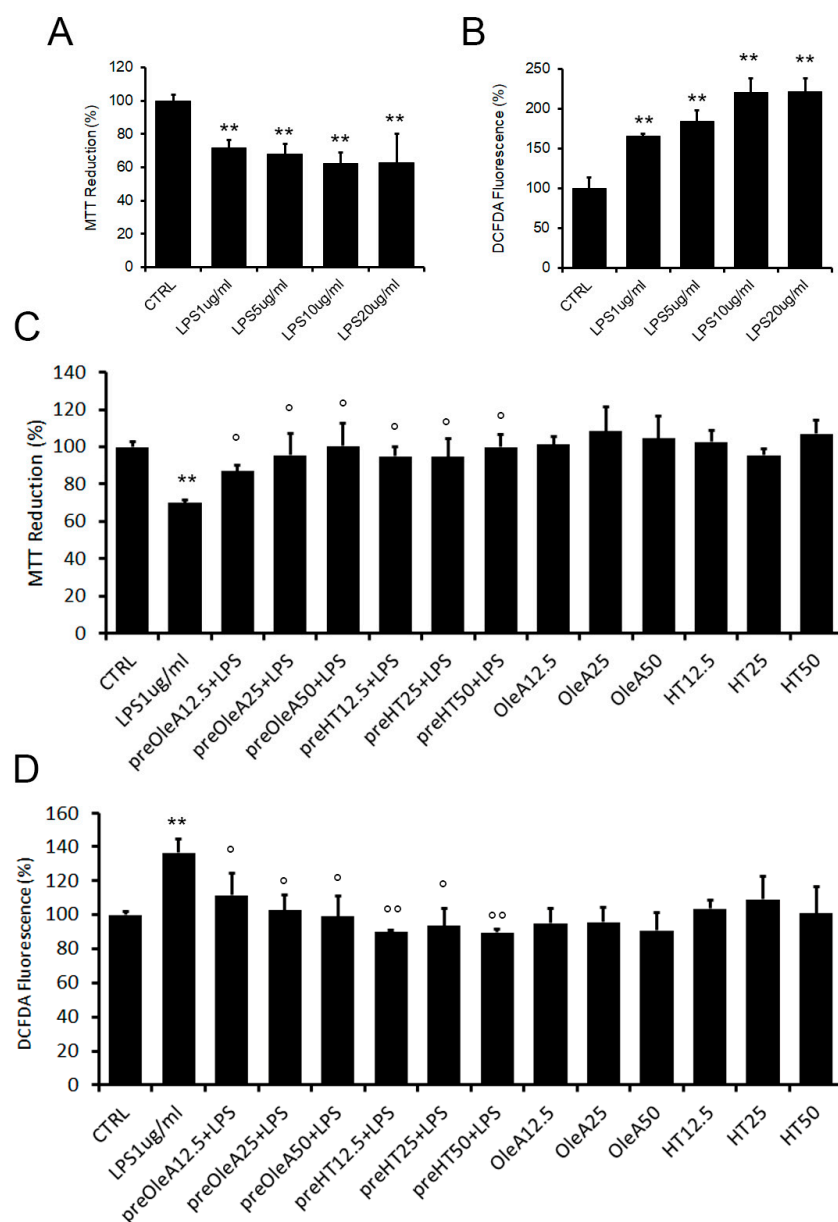 A
MTT Reduction (%)
120
100
80
60
40
20
0
**
**
**
**
CTRL
LPS1ug/ml
LPS5ug/ml
LPS10ug/ml
LPS20ug/ml
B
DCFDA Fluorescence (%)
250
200
150
100
50
0
**
**
**
**
CTRL
LPS1ug/ml
LPS5ug/ml
LPS10ug/ml
LPS20ug/ml
C
MTT Reduction (%)
140
120
100
80
60
40
20
0
**
°
°
°
°
°
°
CTRL
LPS1ug/ml
preOleA12.5+LPS
preOleA25+LPS
preOleA50+LPS
preHT12.5+LPS
preHT25+LPS
preHT50+LPS
OleA12.5
OleA25
OleA50
HT12.5
HT25
HT50
D
DCFDA Fluorescence (%)
160
140
120
100
80
60
40
20
0
**
°
°
°
°°
°
°°
CTRL
LPS1ug/ml
preOleA12.5+LPS
preOleA25+LPS
preOleA50+LPS
preHT12.5+LPS
preHT25+LPS
preHT50+LPS
OleA12.5
OleA25
OleA50
HT12.5
HT25
HT50